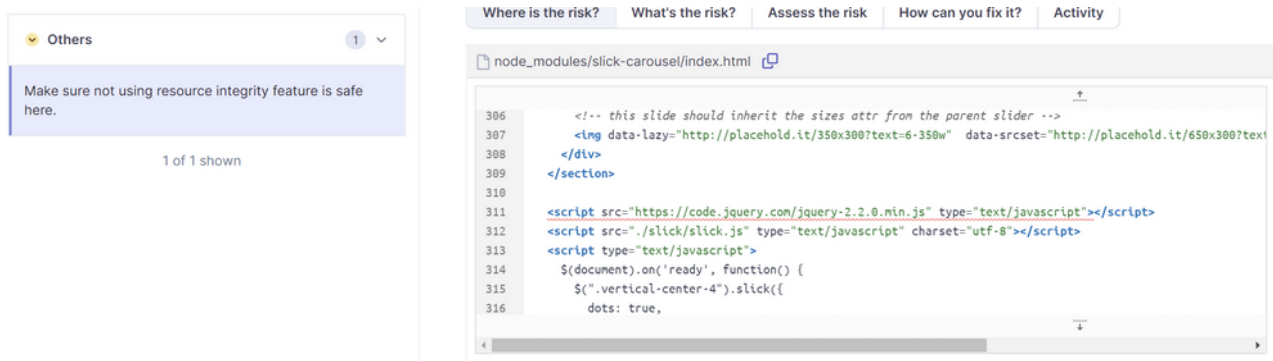 Others
1
Make sure not using resource integrity feature is safe
here.
1 of 1 shown
Where is the risk?
What's the risk?
Assess the risk
How can you fix it?
Activity
node_modules/slick-carousel/index.html
306 <!-- this slide should inherit the sizes attr from the parent slider -->
307 <img data-lazy="http://placehold.it/350x300?text=6-350w" data-srcset="http://placehold.it/650x300?text
308 </div>
309 </section>
310
311 <script src="https://code.jquery.com/jquery-2.2.0.min.js" type="text/javascript"></script>
312 <script src="./slick/slick.js" type="text/javascript" charset="utf-8"></script>
313 <script type="text/javascript">
314 $(document).on('ready', function() {
315 $(".vertical-center-4").slick({
316 dots: true,